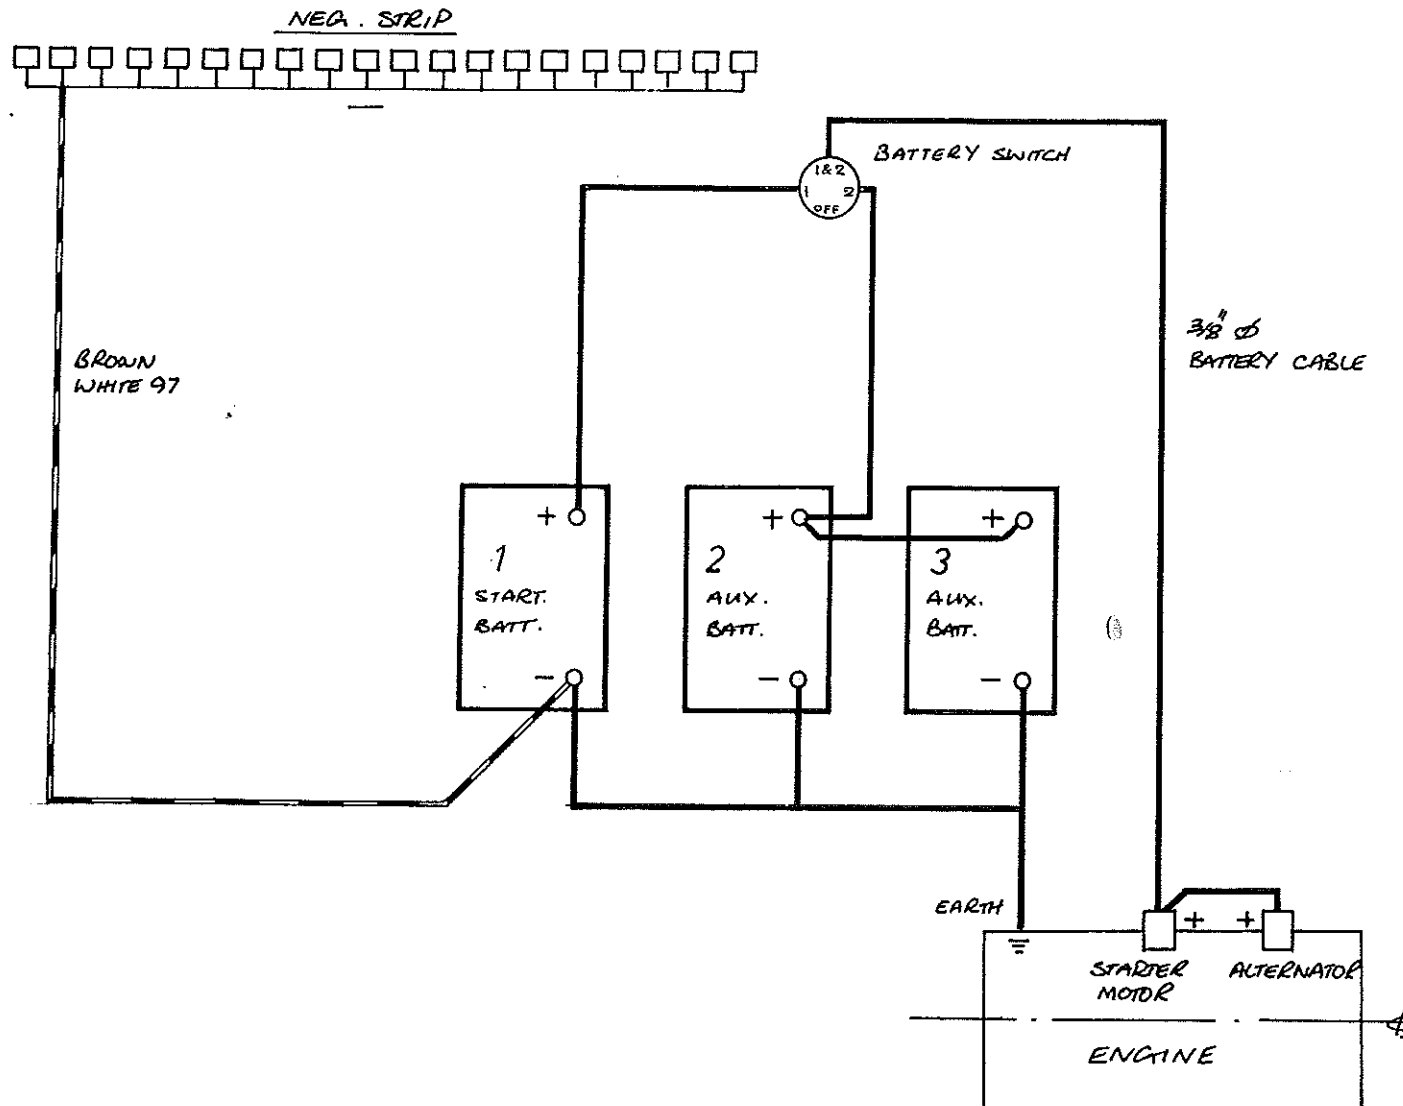 NEG. STRIP
BATTERY SWITCH
1&2
1 2
OFF
3/8" Ø
BATTERY CABLE
BROWN
WHITE 97
+
+
+
1
START.
BATT.
2
AUX.
BATT.
3
AUX.
BATT.
-
-
-
EARTH
+ +
STARTER
MOTOR
ALTERNATOR
ENGINE